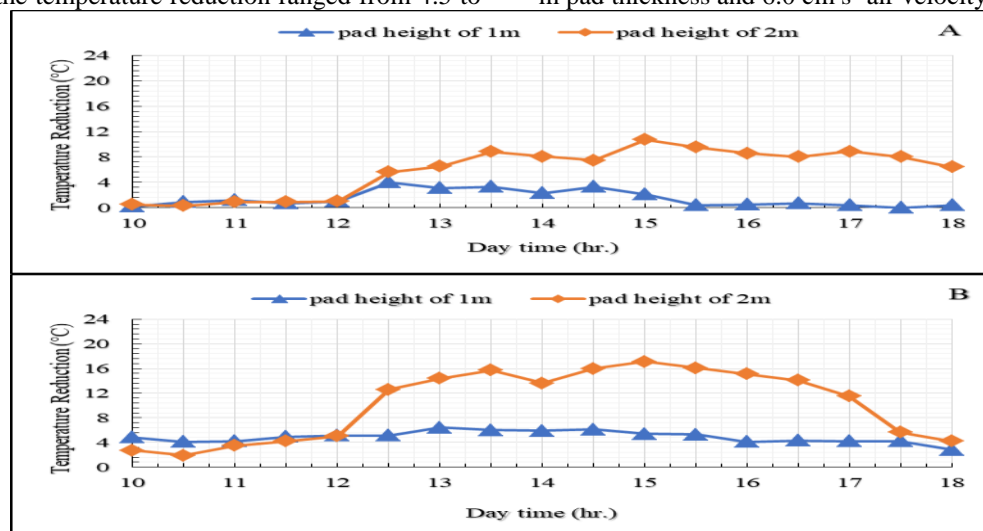 he temperature reduction ranged from 4.5 to
m pad thickness and 6.0 cm s- air velocity
pad height of 1m
pad height of 2m
A
Temperature Reduction(°C)
24
20
16
12
8
4
0
10 11 12 13 14 15 16 17 18
Day time (hr.)
pad height of 1m
pad height of 2m
B
Temperature Reduction(°C)
24
20
16
12
8
4
0
10 11 12 13 14 15 16 17 18
Day time (hr.)